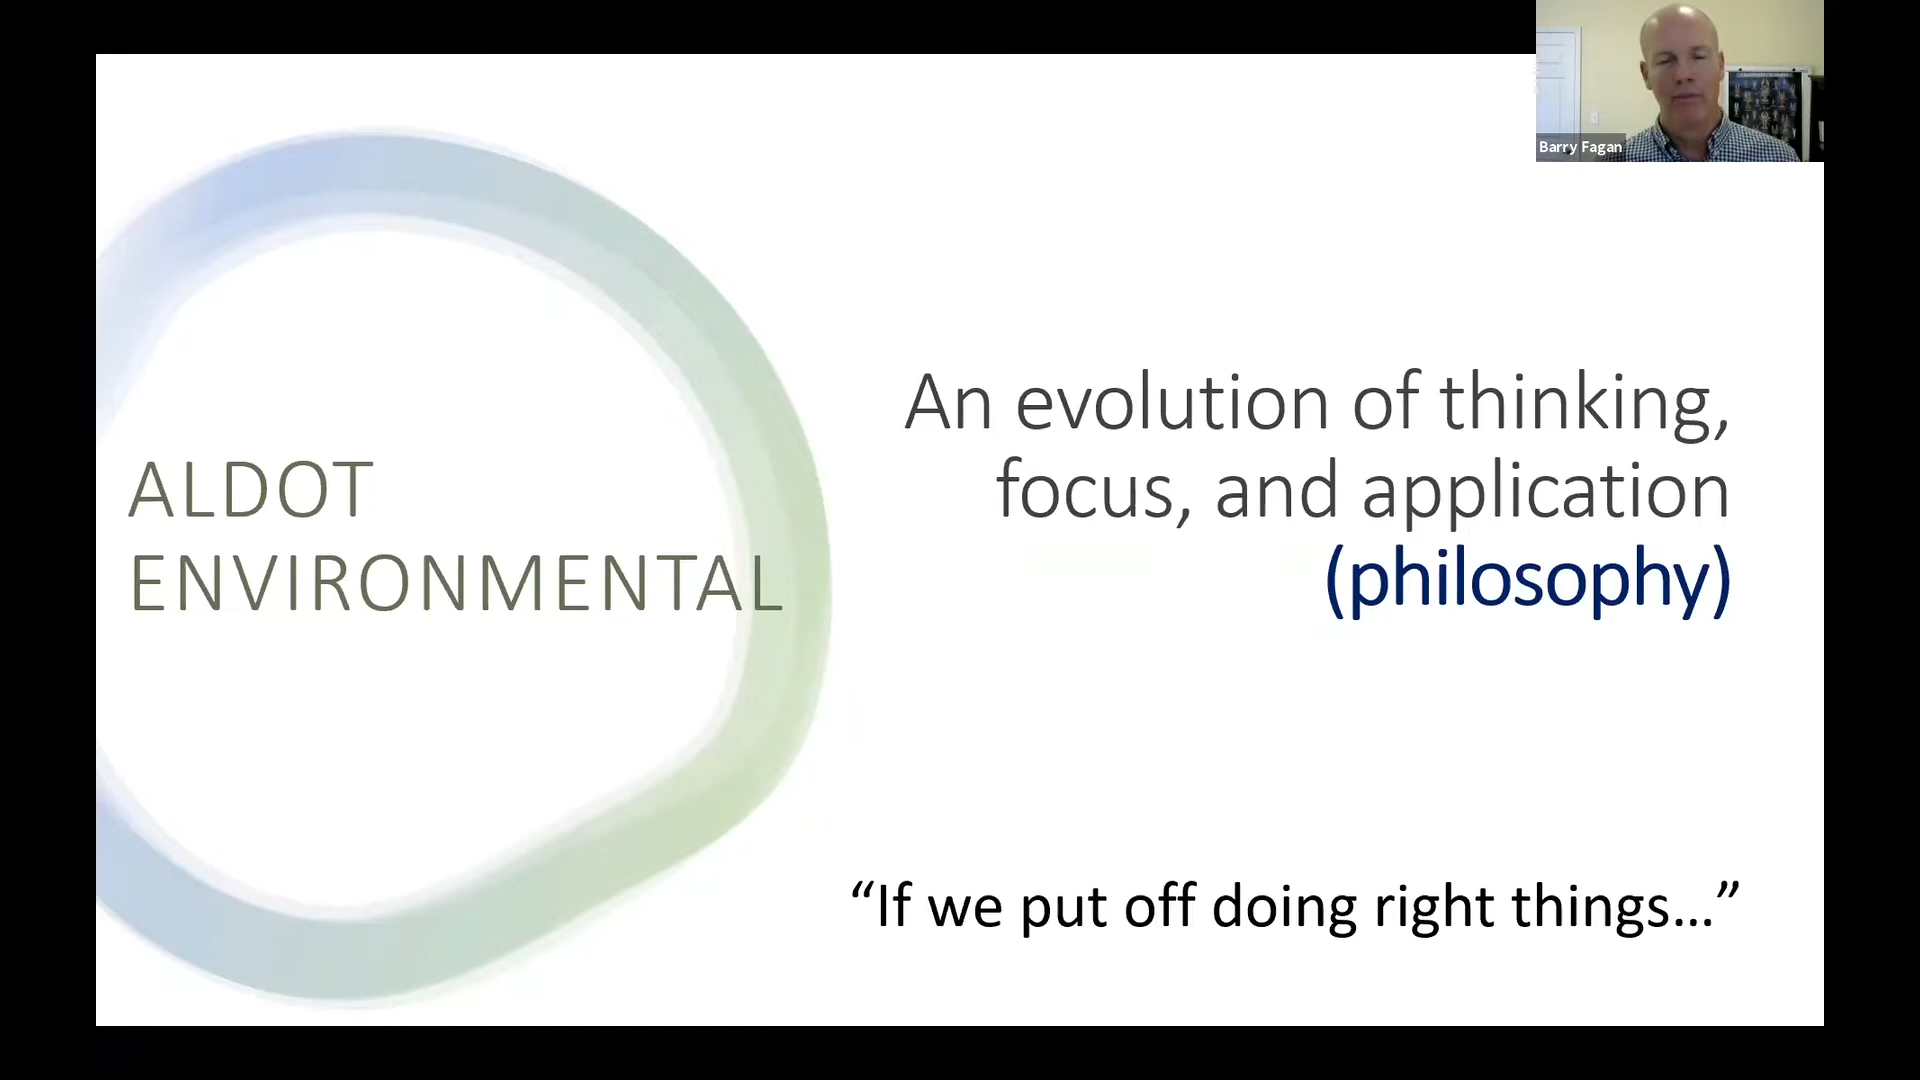 Barry Fagan
ALDOT
ENVIRONMENTAL
An evolution of thinking,
focus, and application
(philosophy)
“If we put off doing right things...”